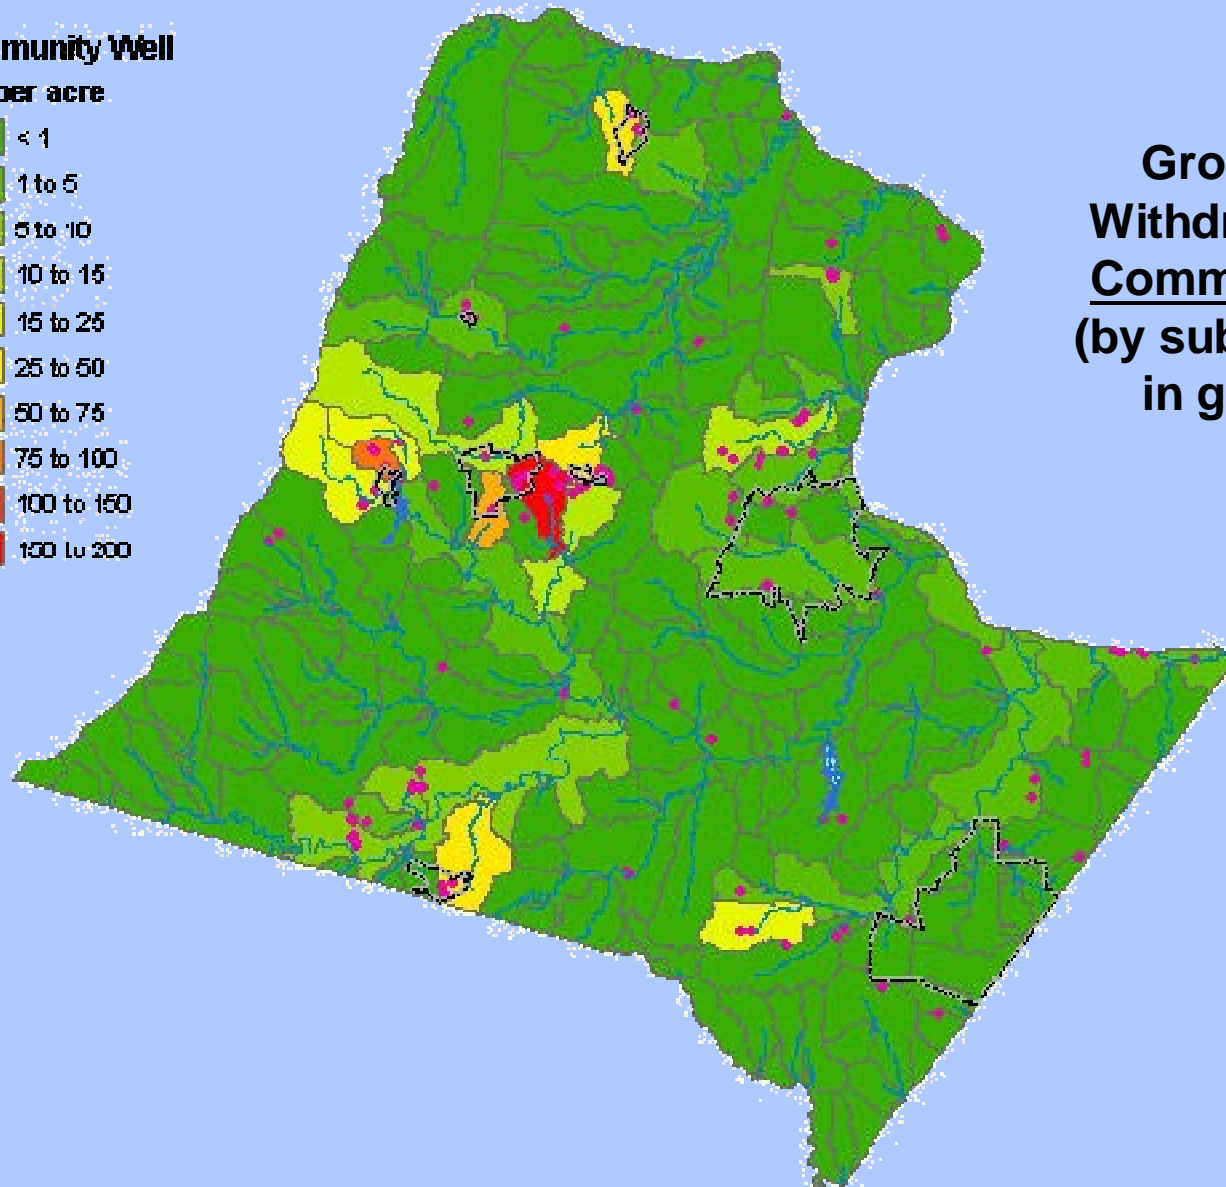 munity Well
per acre
< 1
1 to 5
5 to 10
10 to 15
15 to 25
25 to 50
50 to 75
75 to 100
100 to 150
150 to 200
Gro
Withdr
Comm
(by sub
in g